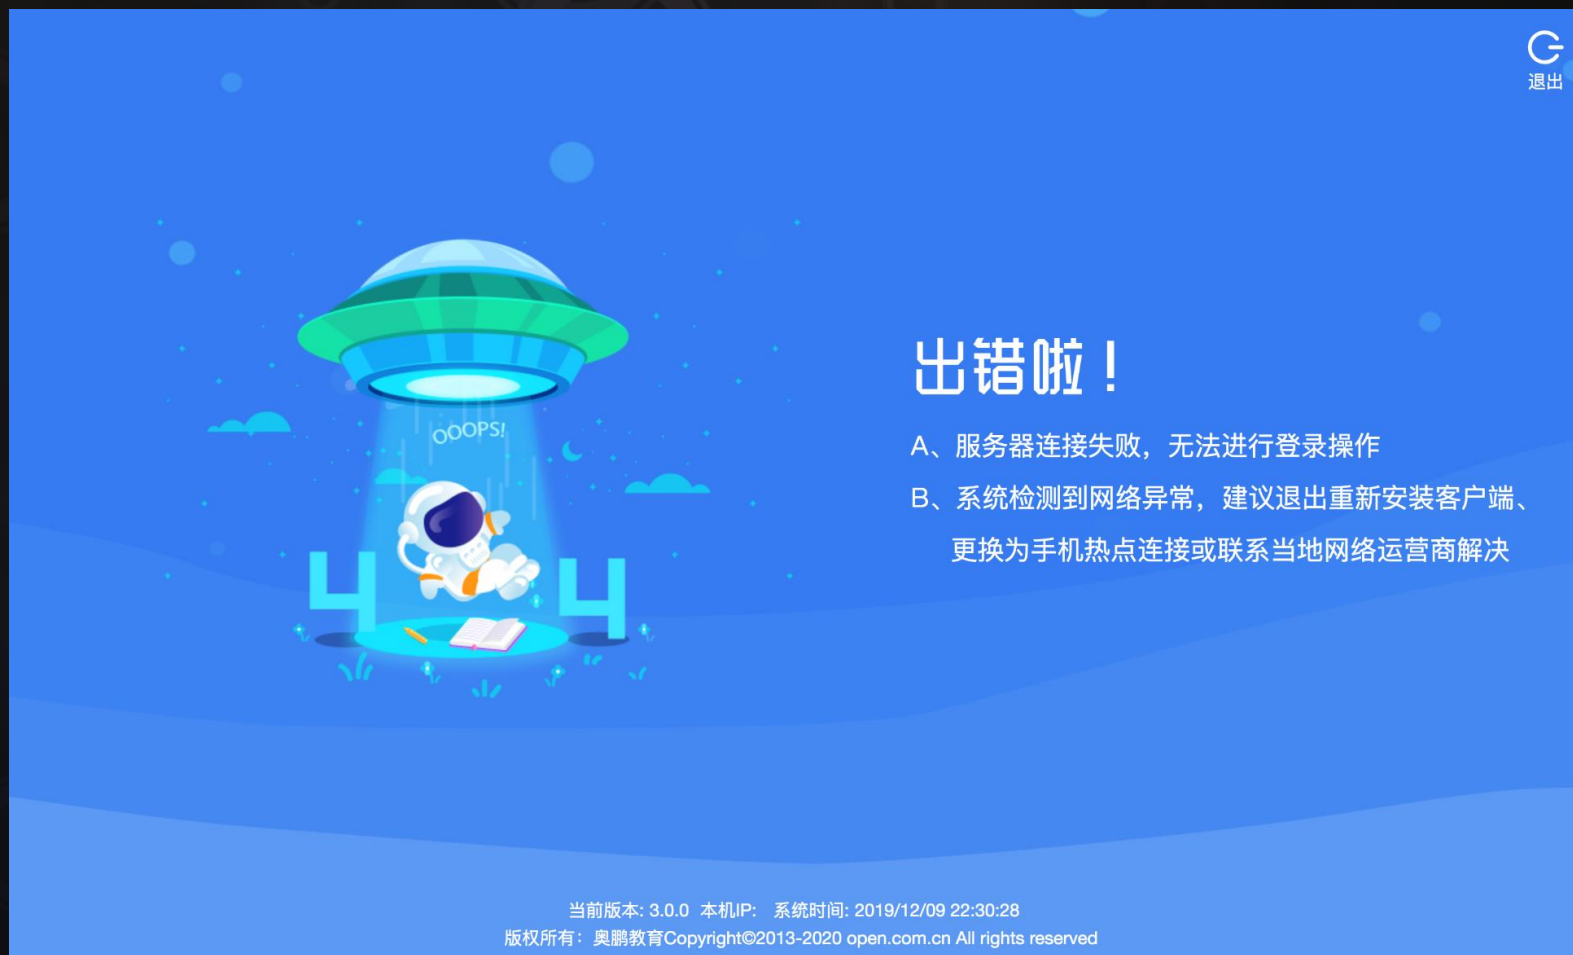 退出
OOOPS!
4 4
出错啦！
A、服务器连接失败，无法进行登录操作
B、系统检测到网络异常，建议退出重新安装客户端、
更换为手机热点连接或联系当地网络运营商解决
当前版本: 3.0.0 本机IP: 系统时间: 2019/12/09 22:30:28
版权所有：奥鹏教育Copyright©2013-2020 open.com.cn All rights reserved